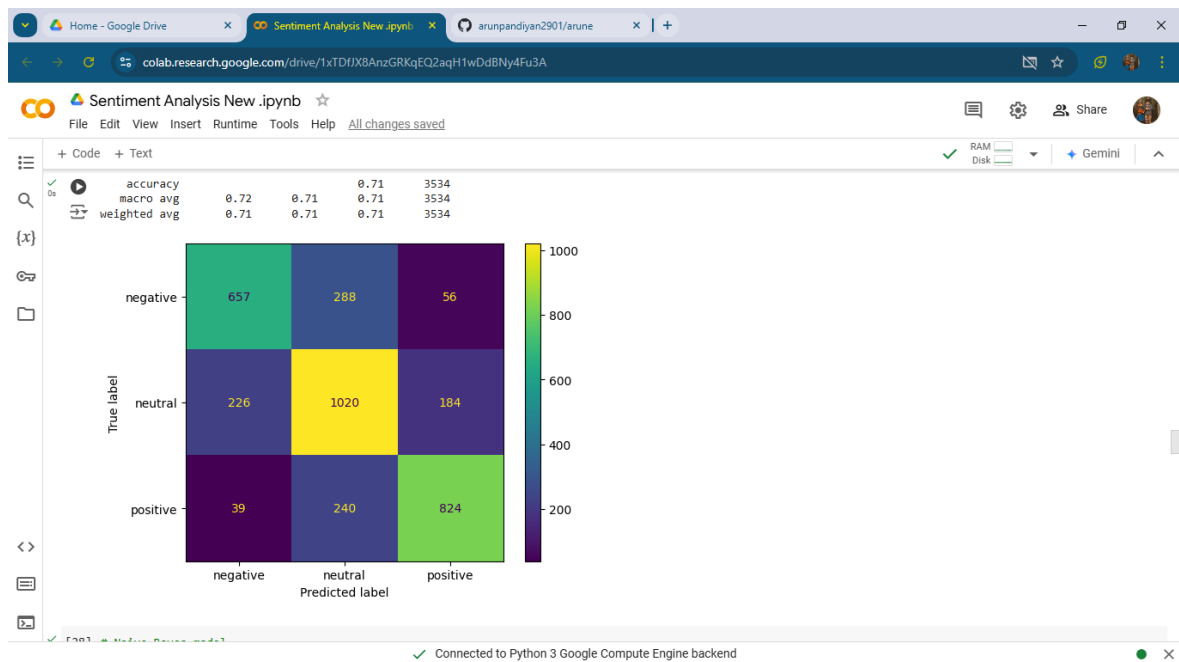 Home - Google Drive
Sentiment Analysis New .ipynb
arunpandiyan2901/arune
colab.research.google.com/drive/1xTDfJX8AnzGRKqEQ2aqH1wDdBNy4Fu3A
Sentiment Analysis New .ipynb
File Edit View Insert Runtime Tools Help All changes saved
Share
+ Code + Text
RAM
Disk
Gemini
0s
accuracy 0.71 3534
macro avg 0.72 0.71 0.71 3534
weighted avg 0.71 0.71 0.71 3534
{x}
1000
negative 657 288 56
800
600
True label
neutral 226 1020 184
400
positive 39 240 824
200
negative neutral positive
Predicted label
[28] # Naive Bayes model
Connected to Python 3 Google Compute Engine backend